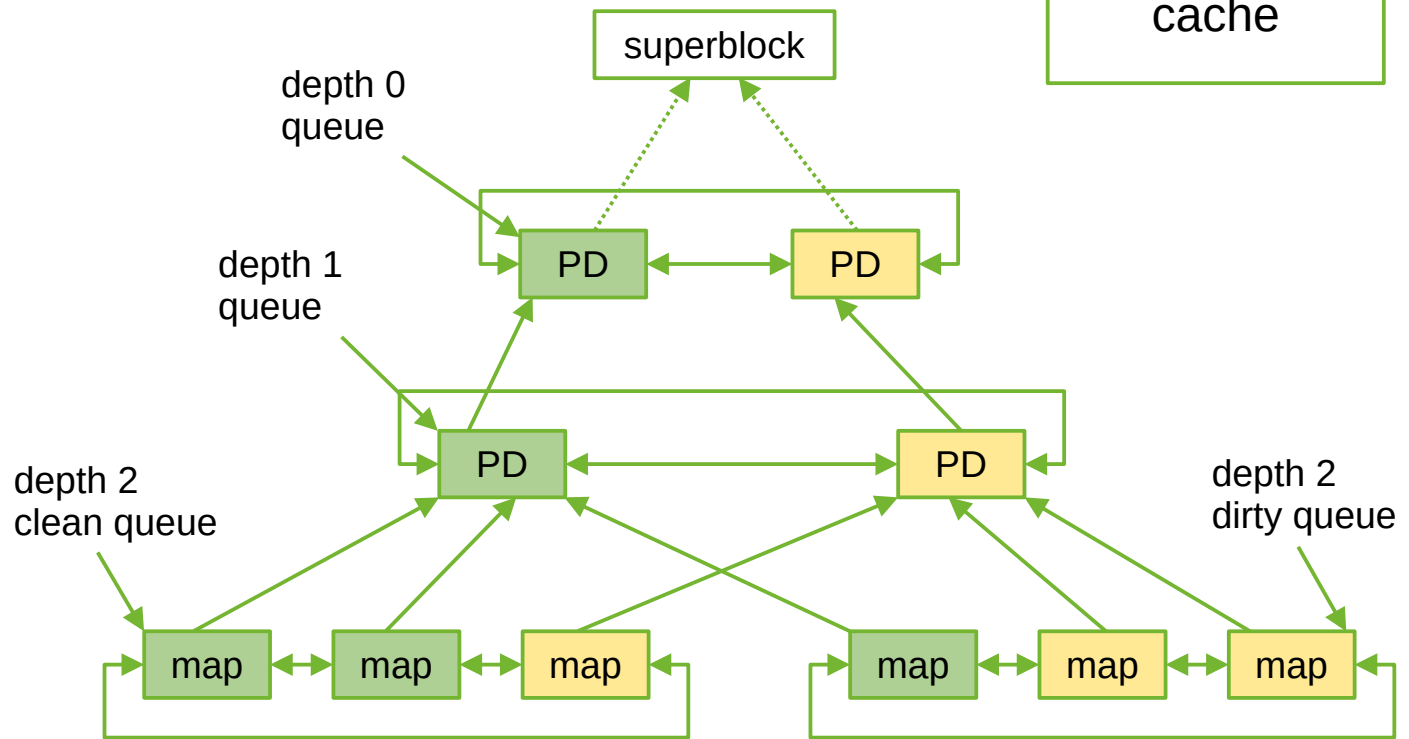 cache
superblock
depth 0
queue
PD
PD
depth 1
queue
PD
PD
depth 2
clean queue
depth 2
dirty queue
map
map
map
map
map
map